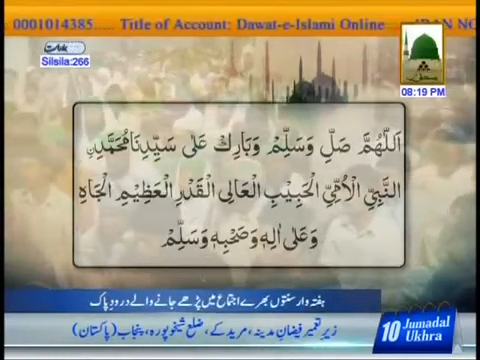 0001014385..... Title of Account: Dawat-e-Islami Online ......
Silsila:266
08:19 PM
اَللّٰهُمَّ صَلِّ وَسَلِّمْ وَبَارِكْ عَلٰى سَيِّدِنَا مُحَمَّدِنِ
النَّبِيِّ الْاُمِّيِّ الْحَبِيْبِ الْعَالِى الْقَدْرِ الْعَظِيْمِ الْجَاهِ
وَعَلٰى اٰلِهٖ وَصَحْبِهٖ وَسَلِّمْ
ہفتہ وار سنتوں بھرے اجتماع میں پڑھے جانے والے درودِ پاک
زیرِ تعمیر فیضانِ مدینہ، مریدکے، ضلع شیخوپورہ، پنجاب (پاکستان)
10 Jumadal
Ukhra